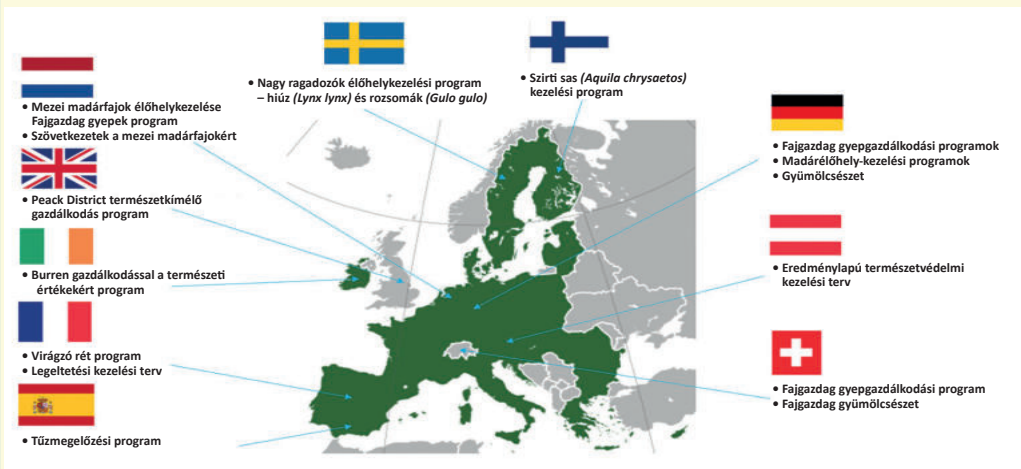 • Nagy ragadozók élőhelykezelési program
– hiúz (Lynx lynx) és rozsomák (Gulo gulo)
• Szirti sas (Aquila chrysaetos)
kezelési program
• Mezei madárfajok élőhelykezelése
Fajgazdag gyepek program
• Szövetkezetek a mezei madárfajokért
• Peack District természetkímélő
gazdálkodás program
• Burren gazdálkodással a természeti
értékekért program
• Virágzó rét program
• Legeltetési kezelési terv
• Tűzmegelőzési program
• Fajgazdag gyepgazdálkodási programok
• Madárélőhely-kezelési programok
• Gyümölcsészet
• Eredménylapú természetvédelmi
kezelési terv
• Fajgazdag gyepgazdálkodási program
• Fajgazdag gyümölcsészet